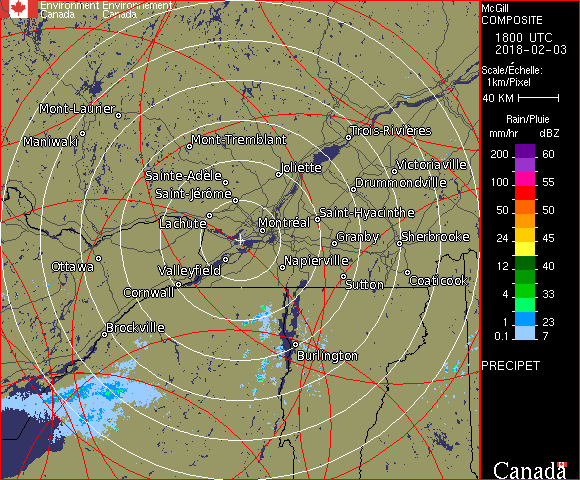 Environment Environnement
Canada Canada
McGill
COMPOSITE
1800 UTC
2018-02-03
Scale/Échelle:
1km/Pixel
40 KM
Rain/Pluie
mm/hr dBZ
200 60
100 55
50 50
24 45
12 40
4 33
1 23
0.1 7
PRECIPET
Mont-Laurier
Maniwaki
Mont-Tremblant
Trois-Rivières
Joliette
Victoriaville
Sainte-Adèle
Drummondville
Saint-Jérôme
Lachute
Montréal
Saint-Hyacinthe
Granby
Sherbrooke
Ottawa
Valleyfield
Napierville
Sutton
Coaticook
Cornwall
Brockville
Burlington
Canada